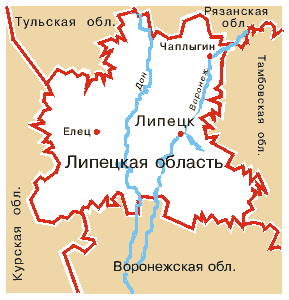 Рязанская
обл.
Тульская обл.
Чаплыгин
Дон
Воронеж
Тамбовская обл.
Елец
Липецк
Липецкая область
Курская обл.
Воронежская обл.